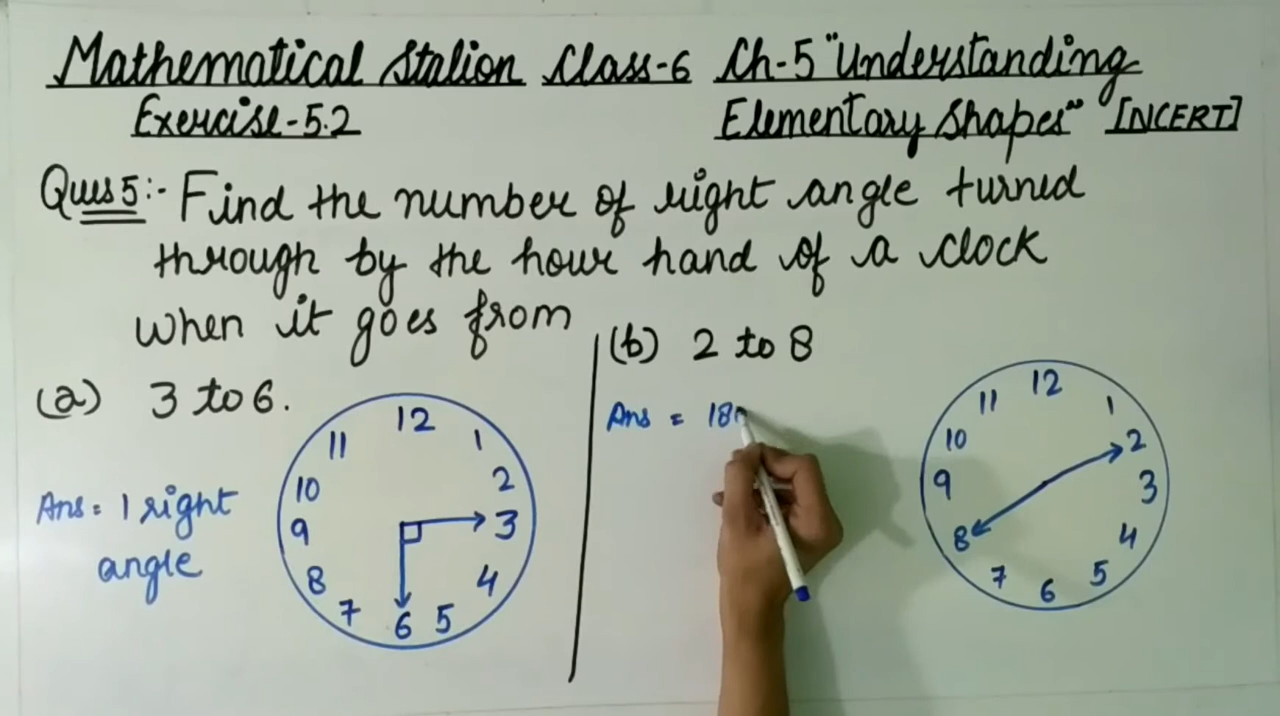 Mathematical Stalion Class-6 Ch-5 "Understanding
Exercise-5.2 Elementary Shapes" [NCERT]
Ques 5:- Find the number of right angle turned
through by the hour hand of a clock
when it goes from
(a) 3 to 6.
12
11 1
10 2
9 3
8 4
7 6 5
Ans = 1 right
angle
(b) 2 to 8
Ans = 18
12
11 1
10 2
9 3
8 4
7 6 5